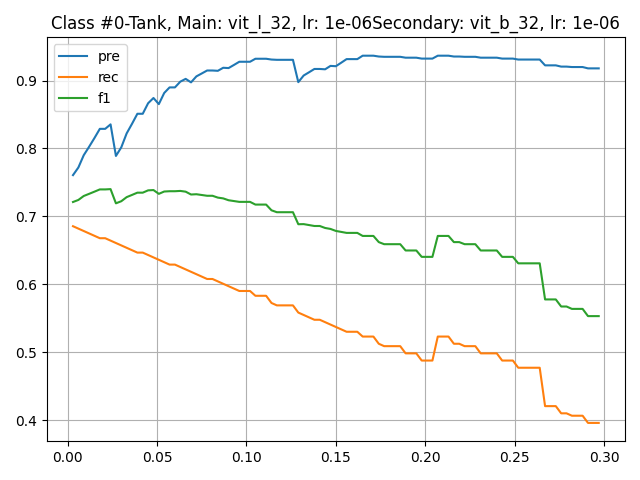 Class #0-Tank, Main: vit_l_32, lr: 1e-06Secondary: vit_b_32, lr: 1e-06
pre
rec
f1
0.9
0.8
0.7
0.6
0.5
0.4
0.00 0.05 0.10 0.15 0.20 0.25 0.30